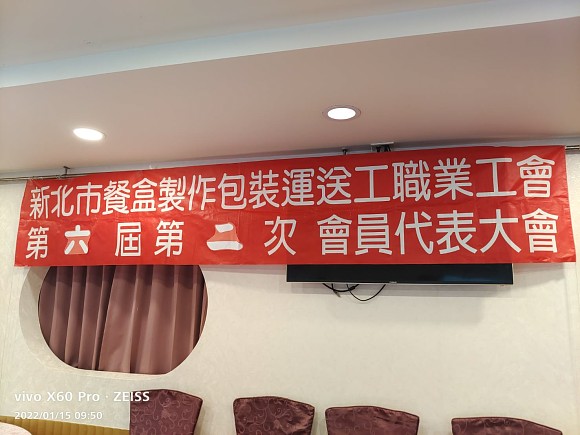 新北市餐盒製作包裝運送工職業工會
第六屆第二次會員代表大會
vivo X60 Pro · ZEISS
2022/01/15 09:50